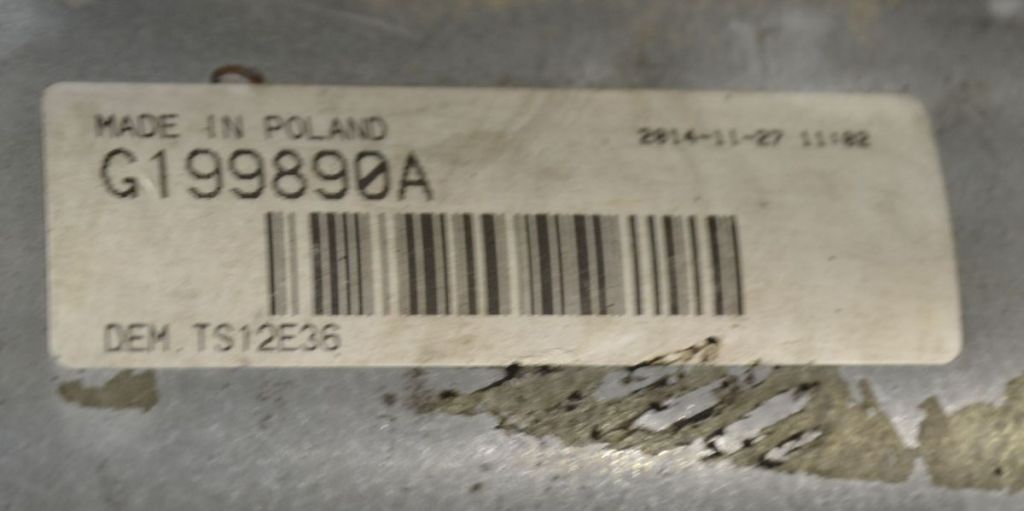 MADE IN POLAND
2014-11-27 11:02
G199890A
DEM.TS12E36